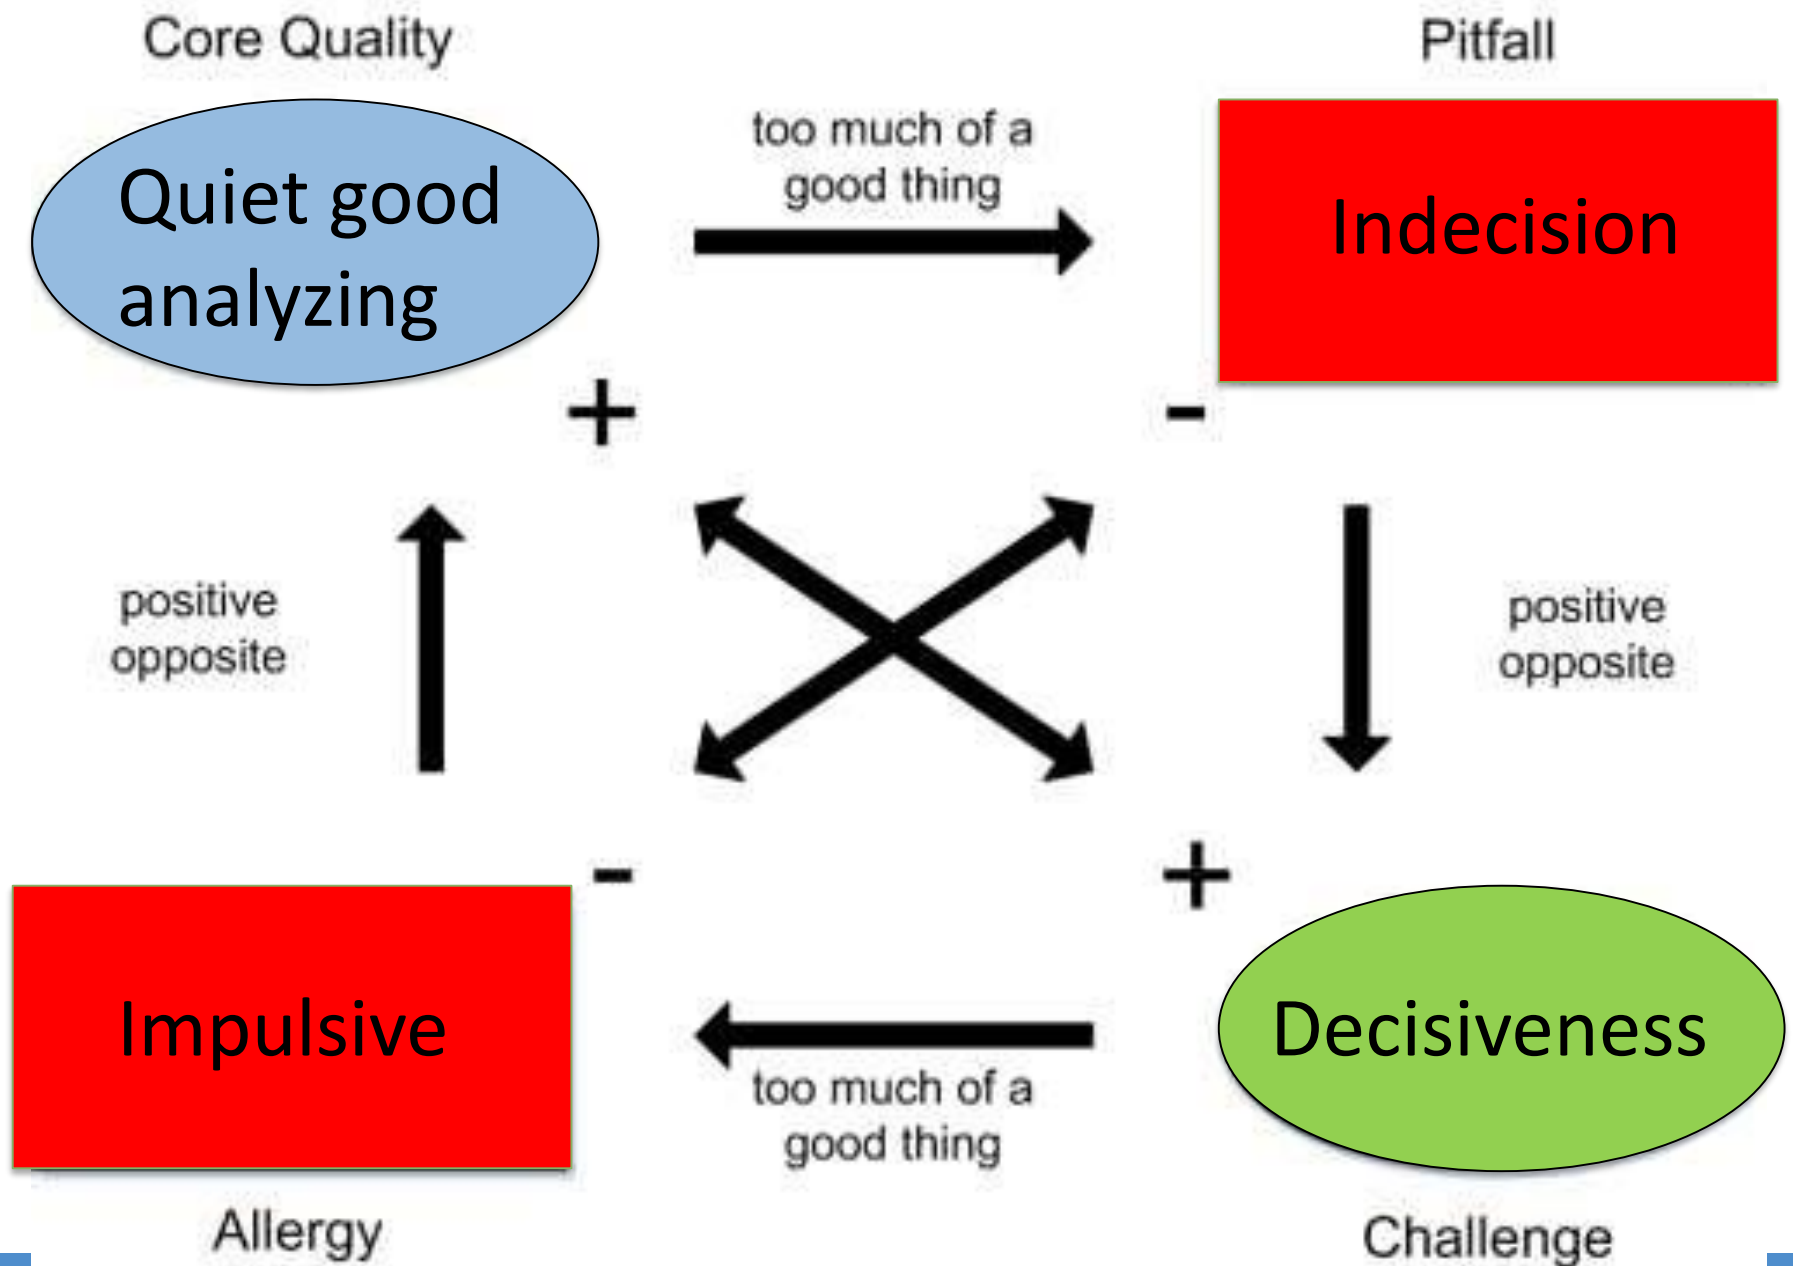 Core Quality
Pitfall
Quiet good
analyzing
too much of a
good thing
Indecision
+
-
positive
opposite
positive
opposite
-
+
Impulsive
Decisiveness
too much of a
good thing
Allergy
Challenge